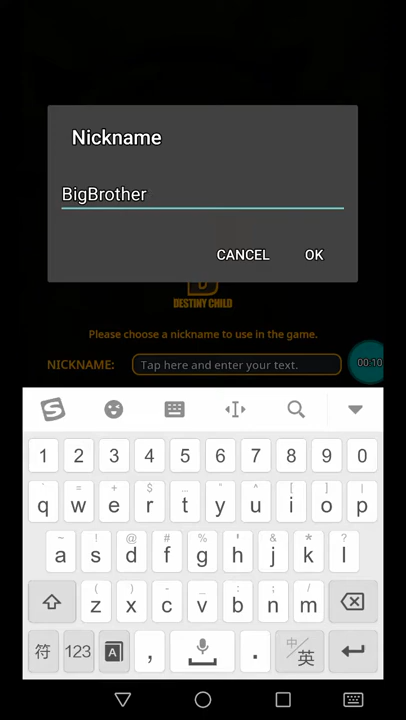 Nickname
BigBrother
CANCEL OK
DESTINY CHILD
Please choose a nickname to use in the game.
NICKNAME: Tap here and enter your text.
00:10
1 2 3 4 5 6 7 8 9 0
q w e r t y u i o p
a s d f g h j k l
z x c v b n m
符 123 A , . 中/英